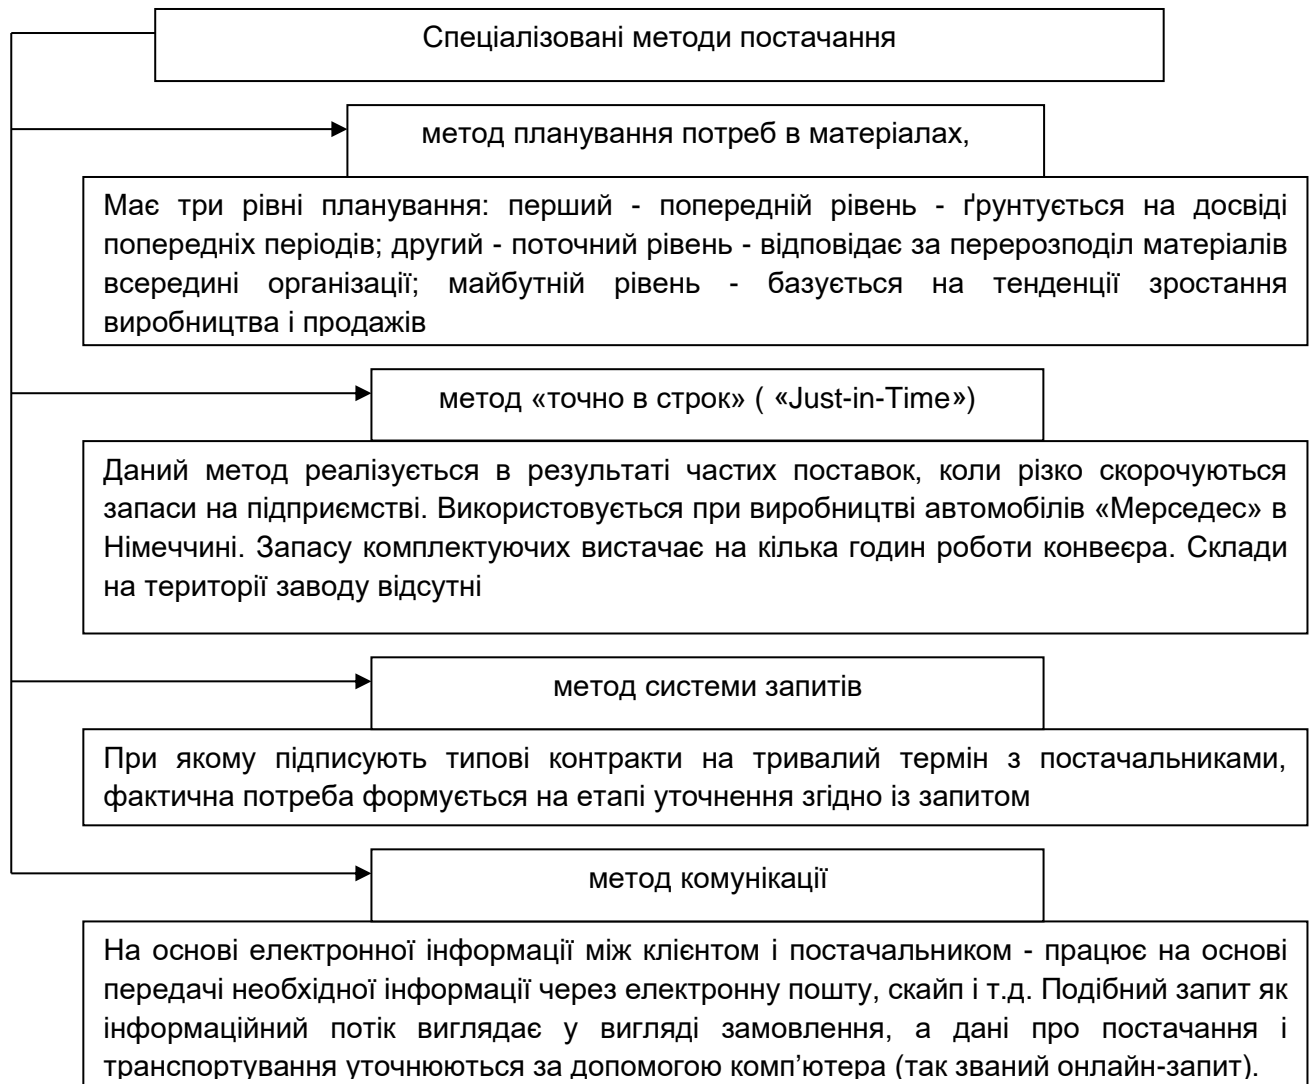 Спеціалізовані методи постачання
метод планування потреб в матеріалах,
Має три рівні планування: перший - попередній рівень - ґрунтується на досвіді
попередніх періодів; другий - поточний рівень - відповідає за перерозподіл матеріалів
всередині організації; майбутній рівень - базується на тенденції зростання
виробництва і продажів
метод «точно в строк» ( «Just-in-Time»)
Даний метод реалізується в результаті частих поставок, коли різко скорочуються
запаси на підприємстві. Використовується при виробництві автомобілів «Мерседес» в
Німеччині. Запасу комплектуючих вистачає на кілька годин роботи конвеєра. Склади
на території заводу відсутні
метод системи запитів
При якому підписують типові контракти на тривалий термін з постачальниками,
фактична потреба формується на етапі уточнення згідно із запитом
метод комунікації
На основі електронної інформації між клієнтом і постачальником - працює на основі
передачі необхідної інформації через електронну пошту, скайп і т.д. Подібний запит як
інформаційний потік виглядає у вигляді замовлення, а дані про постачання і
транспортування уточнюються за допомогою комп’ютера (так званий онлайн-запит).